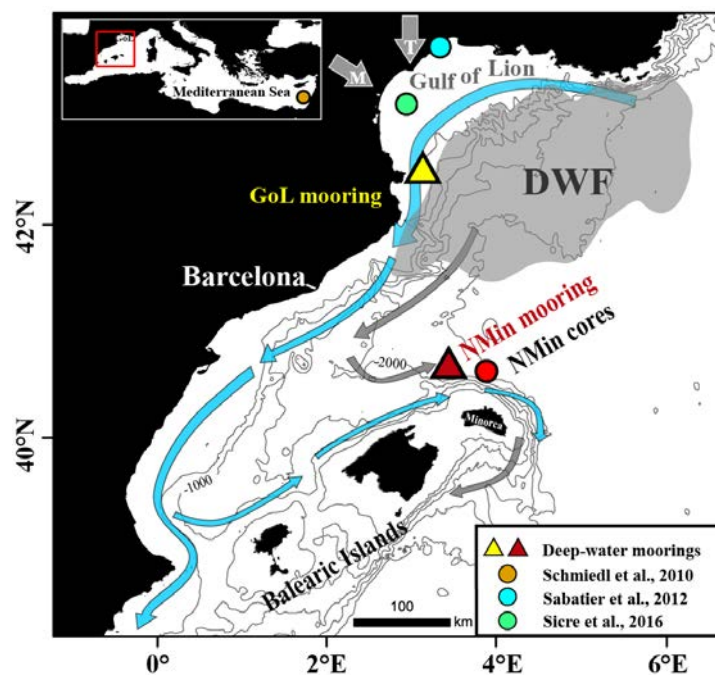 GoL
Mediterranean Sea
T
M
Gulf of Lion
DWF
GoL mooring
42°N
Barcelona
NMin mooring
NMin cores
-2000
40°N
Minorca
-1000
Balearic Islands
100
km
Deep-water moorings
Schmiedl et al., 2010
Sabatier et al., 2012
Sicre et al., 2016
0°
2°E
4°E
6°E